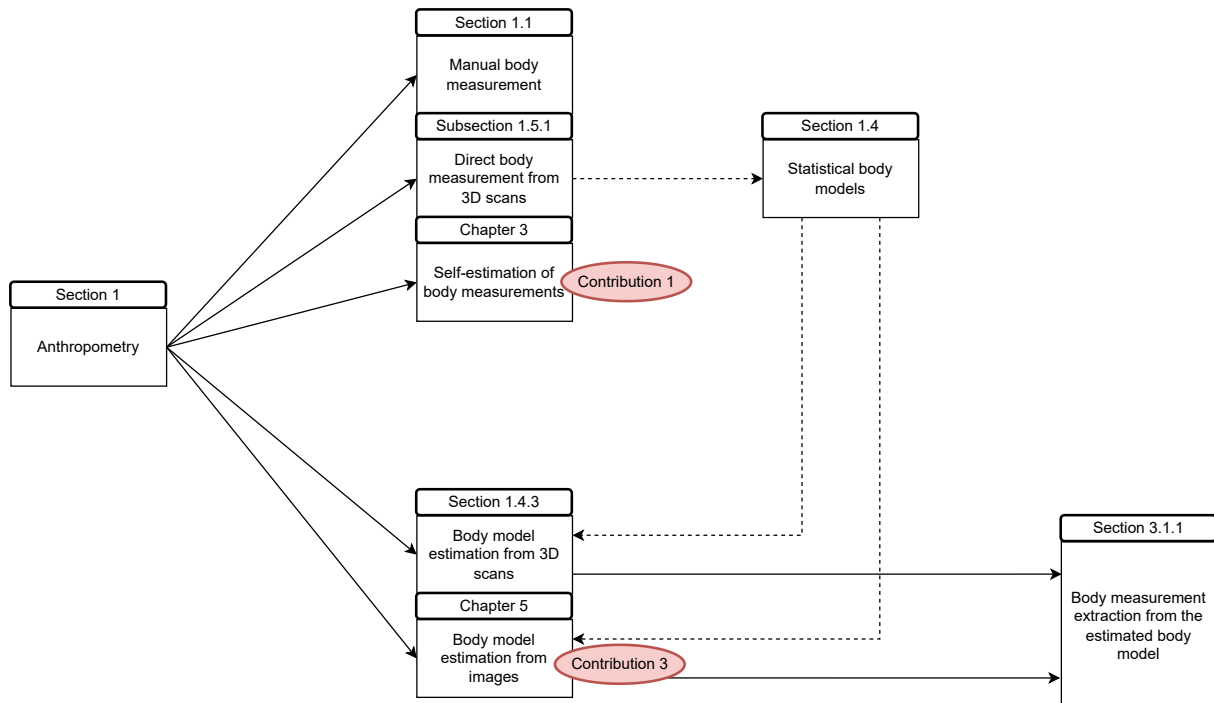 Section 1.1
Manual body
measurement
Subsection 1.5.1
Direct body
measurement from
3D scans
Section 1.4
Statistical body
models
Chapter 3
Self-estimation of
body measurements
Contribution 1
Section 1
Anthropometry
Section 1.4.3
Body model
estimation from 3D
scans
Chapter 5
Body model
estimation from
images
Contribution 3
Section 3.1.1
Body measurement
extraction from the
estimated body
model